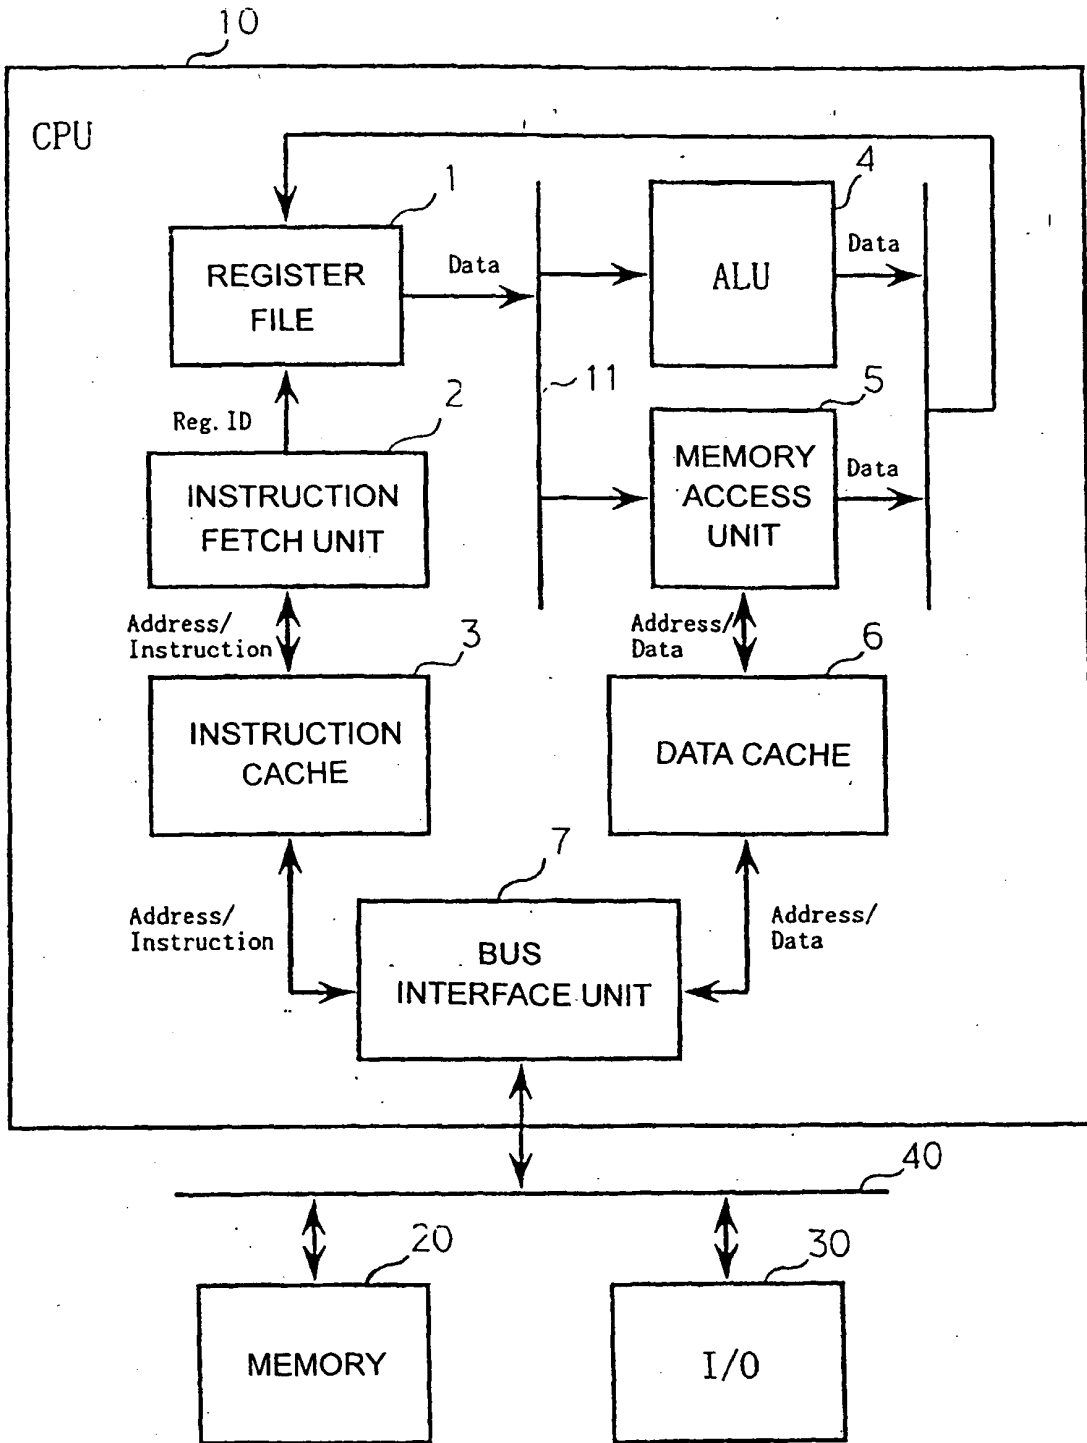 10
CPU
1
4
REGISTER
FILE
Data
ALU
Data
11
5
Reg. ID
2
MEMORY
ACCESS
UNIT
Data
INSTRUCTION
FETCH UNIT
Address/
Instruction
3
Address/
Data
6
INSTRUCTION
CACHE
DATA CACHE
7
Address/
Instruction
BUS
INTERFACE UNIT
Address/
Data
40
20
30
MEMORY
I/O